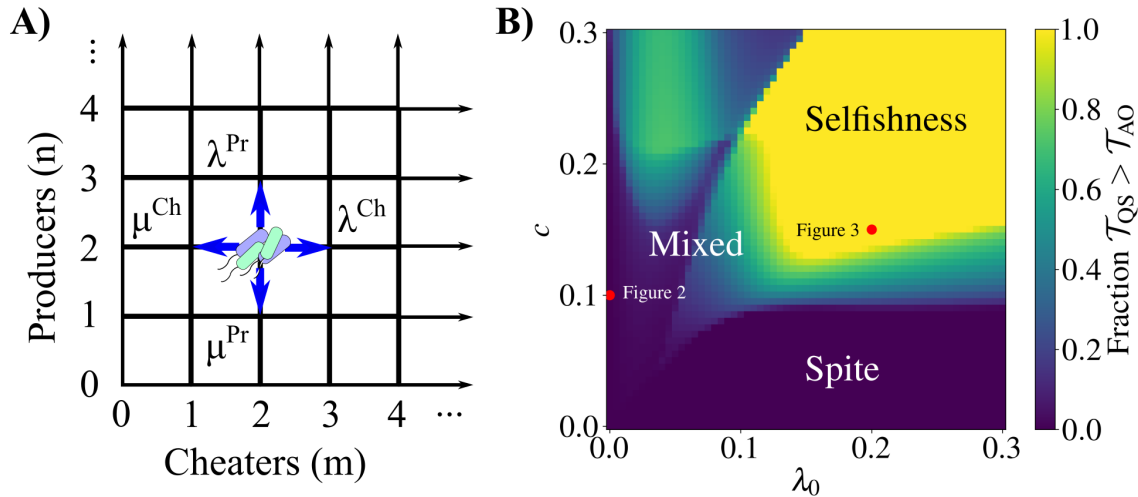 A)
⋮
4
3
2
1
0
Producers (n)
λ^Pr
μ^Ch
λ^Ch
μ^Pr
0 1 2 3 4 ···
Cheaters (m)
B)
0.3
0.2
0.1
0.0
c
Selfishness
Figure 3
Mixed
Figure 2
Spite
0.0 0.1 0.2 0.3
λ₀
1.0
0.8
0.6
0.4
0.2
0.0
Fraction 𝒯_QS > 𝒯_AO